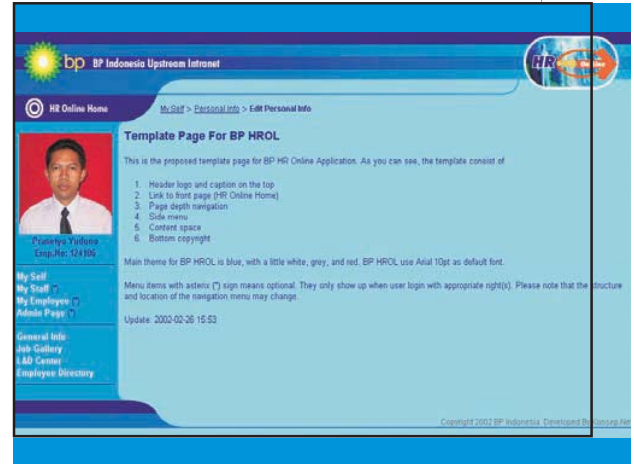 bp BP Indonesia Upstream Intranet
HR
HR Online Home
My Self > Personal Info > Edit Personal Info
Template Page For BP HROL
This is the proposed template page for BP HR Online Application. As you can see, the template consist of
1. Header logo and caption on the top
2. Link to front page (HR Online Home)
3. Page depth navigation
4. Side menu
5. Content space
6. Bottom copyright
Main theme for BP HROL is blue, with a little white, grey, and red. BP HROL use Arial 10pt as default font.
Menu items with asterix (*) sign means optional. They only show up when user login with appropriate right(s). Please note that the structure
and location of the navigation menu may change.
Update: 2002-02-26 15:53
Prasetyo Yudono
Emp.No: 124106
My Self
My Staff (*)
My Employee (*)
Admin Page (*)
General Info
Job Gallery
L&D Center
Employee Directory
Copyright 2002 BP Indonesia. Developed By